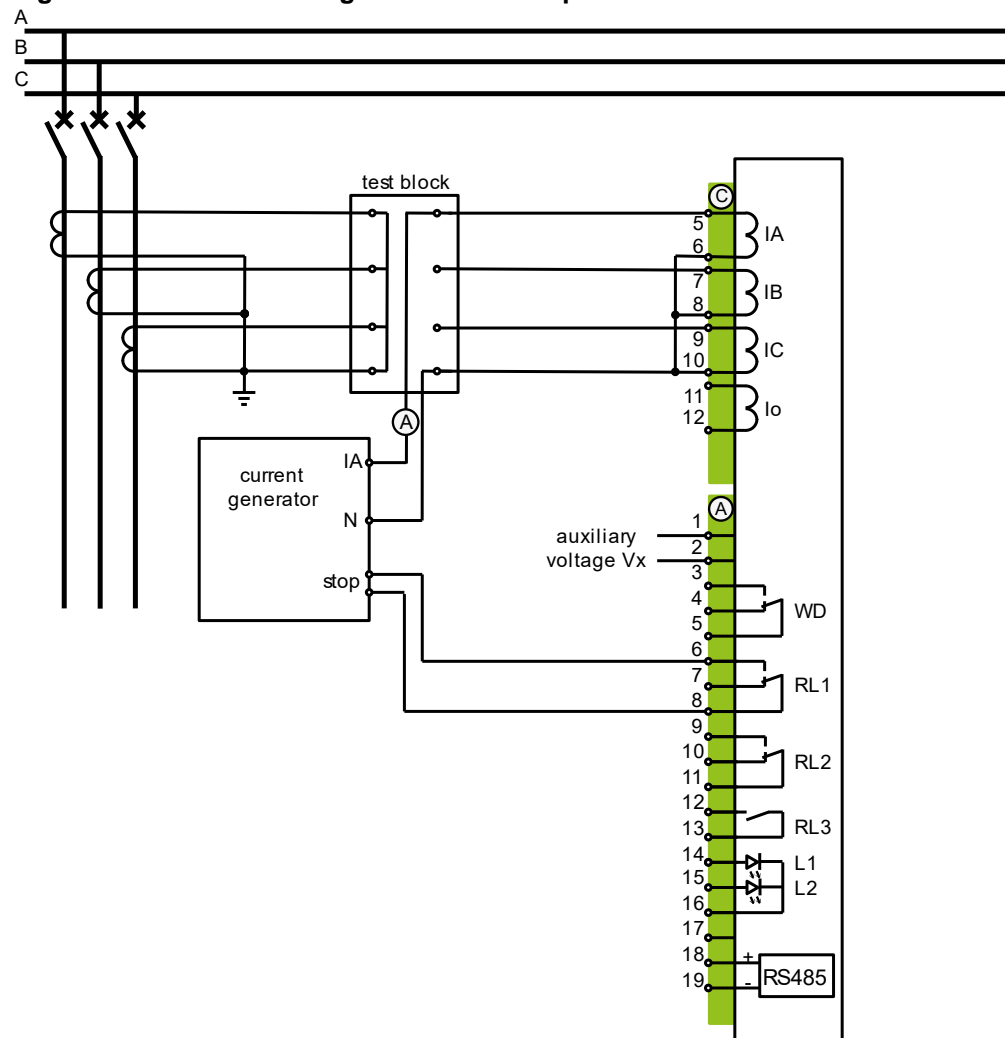 A
B
C
test block
C
5
6
IA
7
8
IB
9
10
IC
11
12
Io
A
IA
current
generator
N
stop
A
1
auxiliary
voltage Vx
2
3
4
5
WD
6
7
8
RL1
9
10
11
RL2
12
13
RL3
14
L1
15
L2
16
17
18
+
19
-
RS485